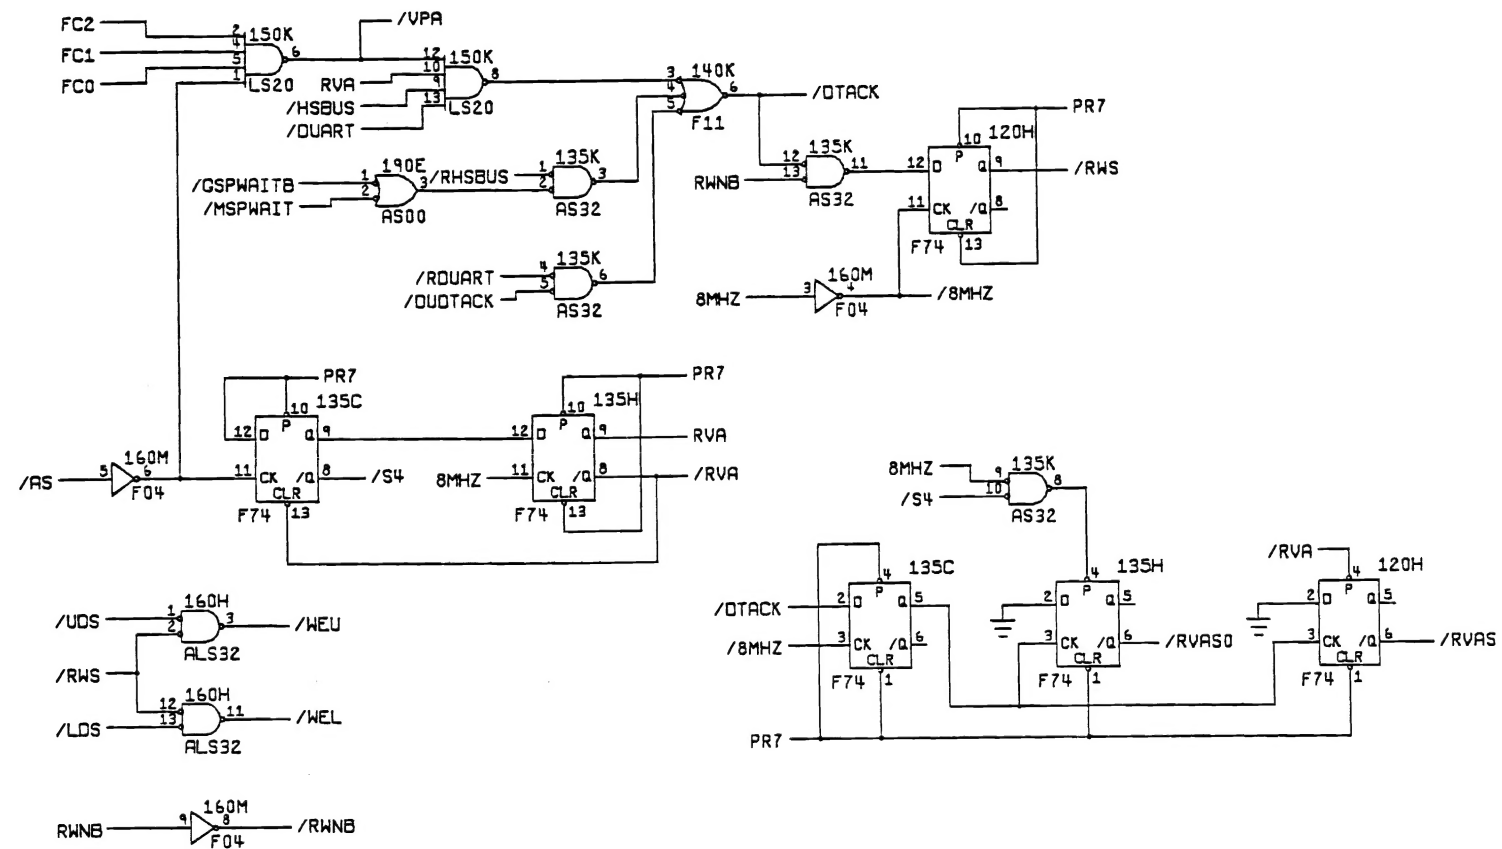 FC2
FC1
FC0
2
4
5
1
150K
6
LS20
/VPA
RVA
/HSBUS
/DUART
12
10
9
13
150K
8
LS20
3
4
5
140K
6
F11
/DTACK
/GSPWAITB
/MSPWAIT
1
2
190E
3
AS00
/RHSBUS
1
2
135K
3
AS32
/RDUART
/DUDTACK
4
5
135K
6
AS32
RWNB
12
13
135K
11
AS32
PR7
120H
10
P
12
D
Q
9
/RWS
11
CK
/Q
8
CLR
F74
13
8MHZ
3
160M
4
F04
/8MHZ
PR7
135C
10
P
12
D
Q
9
/AS
5
160M
6
F04
11
CK
/Q
8
/S4
CLR
F74
13
PR7
135H
10
P
12
D
Q
9
RVA
8MHZ
11
CK
/Q
8
/RVA
CLR
F74
13
8MHZ
/S4
9
10
135K
8
AS32
/DTACK
/8MHZ
135C
4
P
2
D
Q
5
3
CK
/Q
6
CLR
F74
1
135H
4
P
2
D
Q
5
3
CK
/Q
6
/RVAS0
CLR
F74
1
/RVA
120H
4
P
2
D
Q
5
3
CK
/Q
6
/RVAS
CLR
F74
1
PR7
/UDS
/RWS
/LDS
1
2
160H
3
/WEU
ALS32
12
13
160H
11
/WEL
ALS32
RWNB
9
160M
8
F04
/RWNB